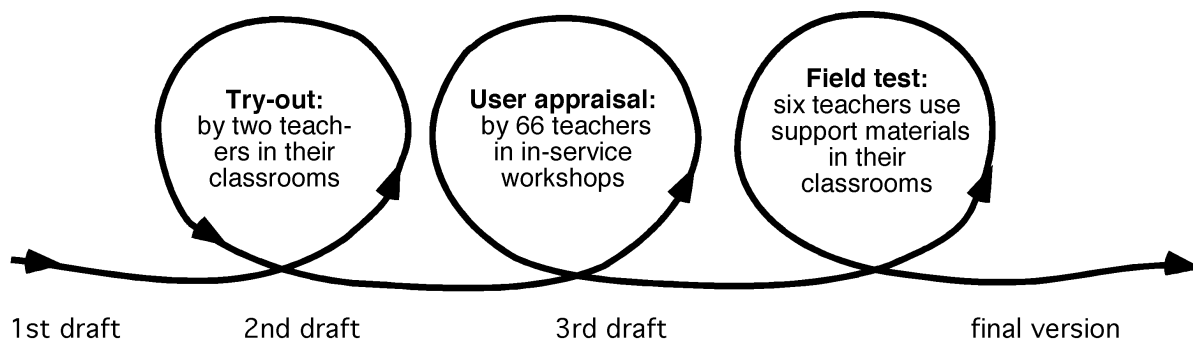 Try-out:
by two teach-
ers in their
classrooms
User appraisal:
by 66 teachers
in in-service
workshops
Field test:
six teachers use
support materials
in their
classrooms
1st draft
2nd draft
3rd draft
final version